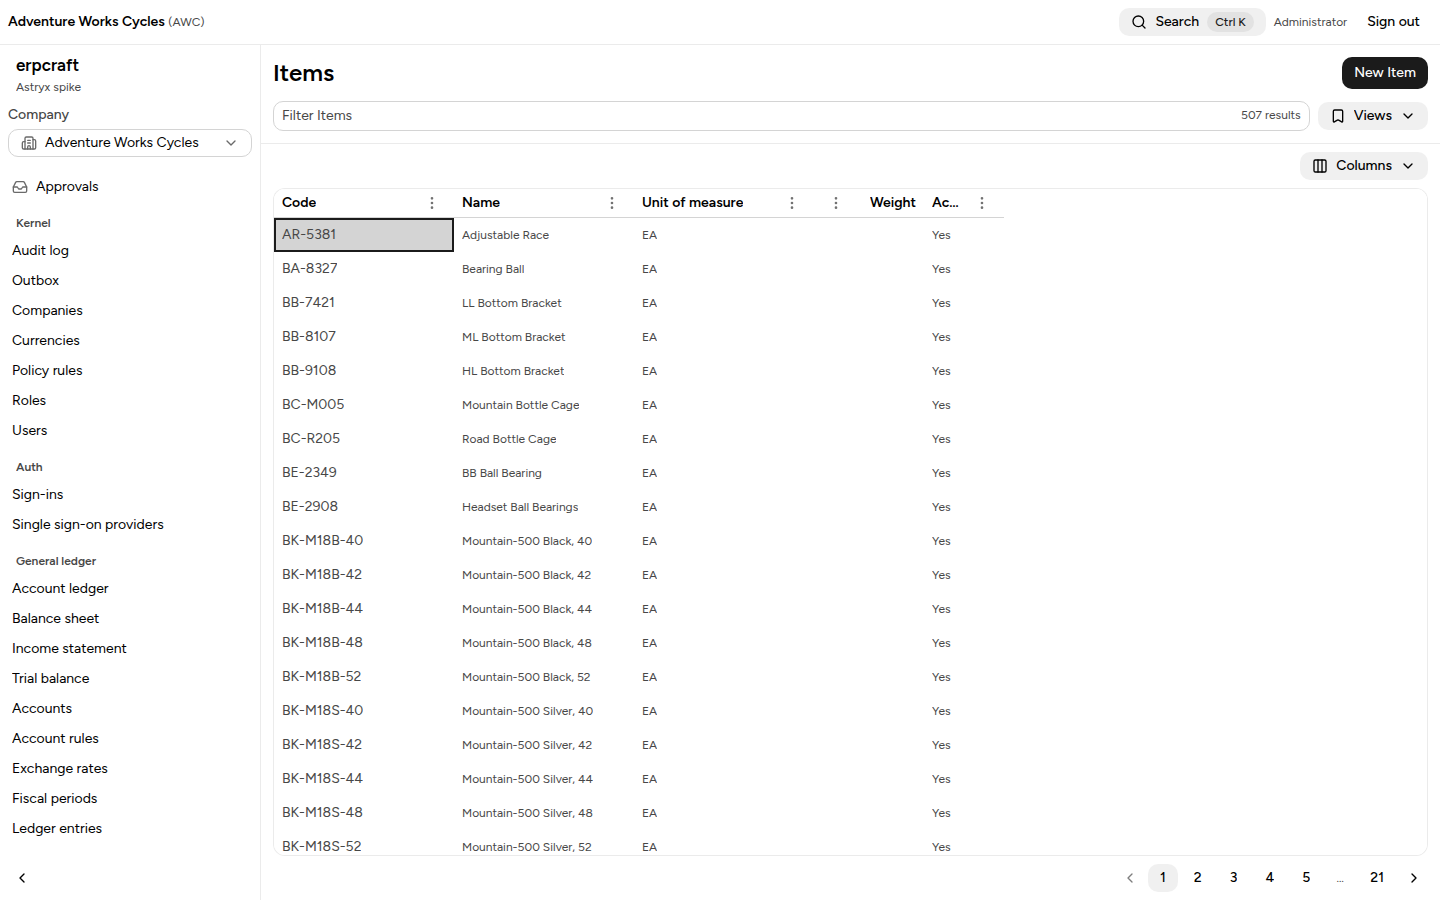 Adventure Works Cycles (AWC)
Search Ctrl K Administrator Sign out
erpcraft
Astryx spike
Company
Adventure Works Cycles
Approvals
Kernel
Audit log
Outbox
Companies
Currencies
Policy rules
Roles
Users
Auth
Sign-ins
Single sign-on providers
General ledger
Account ledger
Balance sheet
Income statement
Trial balance
Accounts
Account rules
Exchange rates
Fiscal periods
Ledger entries
Items
New Item
Filter Items 507 results Views
Columns
Code Name Unit of measure Weight Ac...
AR-5381 Adjustable Race EA Yes
BA-8327 Bearing Ball EA Yes
BB-7421 LL Bottom Bracket EA Yes
BB-8107 ML Bottom Bracket EA Yes
BB-9108 HL Bottom Bracket EA Yes
BC-M005 Mountain Bottle Cage EA Yes
BC-R205 Road Bottle Cage EA Yes
BE-2349 BB Ball Bearing EA Yes
BE-2908 Headset Ball Bearings EA Yes
BK-M18B-40 Mountain-500 Black, 40 EA Yes
BK-M18B-42 Mountain-500 Black, 42 EA Yes
BK-M18B-44 Mountain-500 Black, 44 EA Yes
BK-M18B-48 Mountain-500 Black, 48 EA Yes
BK-M18B-52 Mountain-500 Black, 52 EA Yes
BK-M18S-40 Mountain-500 Silver, 40 EA Yes
BK-M18S-42 Mountain-500 Silver, 42 EA Yes
BK-M18S-44 Mountain-500 Silver, 44 EA Yes
BK-M18S-48 Mountain-500 Silver, 48 EA Yes
BK-M18S-52 Mountain-500 Silver, 52 EA Yes
1 2 3 4 5 ... 21